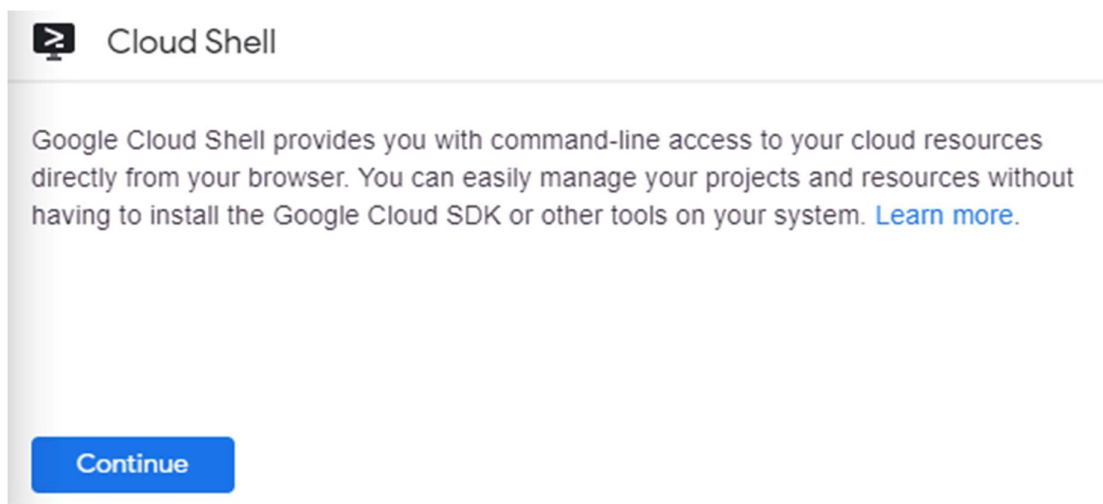 Cloud Shell
Google Cloud Shell provides you with command-line access to your cloud resources
directly from your browser. You can easily manage your projects and resources without
having to install the Google Cloud SDK or other tools on your system. Learn more.
Continue